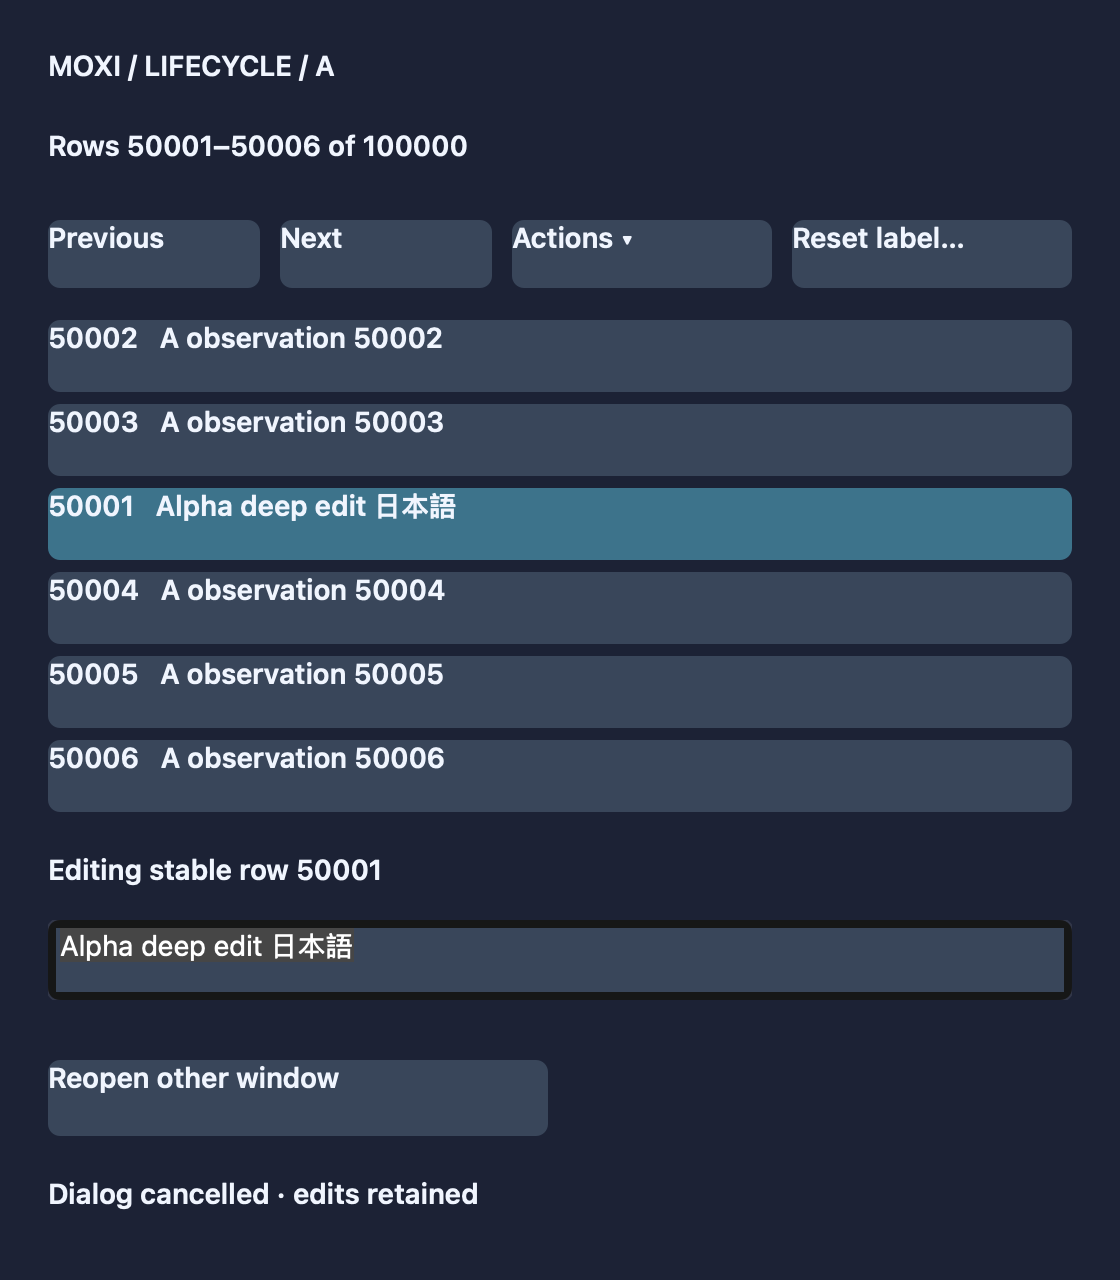 MOXI / LIFECYCLE / A
Rows 50001–50006 of 100000
Previous Next Actions ▾ Reset label...
50002 A observation 50002
50003 A observation 50003
50001 Alpha deep edit 日本語
50004 A observation 50004
50005 A observation 50005
50006 A observation 50006
Editing stable row 50001
Alpha deep edit 日本語
Reopen other window
Dialog cancelled · edits retained